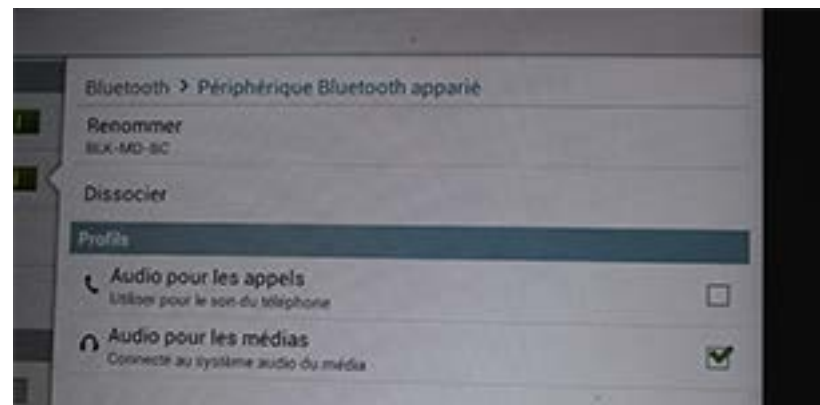 Bluetooth > Périphérique Bluetooth apparié
Renommer
BLK-MD-BC
Dissocier
Profils
Audio pour les appels
Utiliser pour le son du téléphone
Audio pour les médias
Connecté au système audio du média